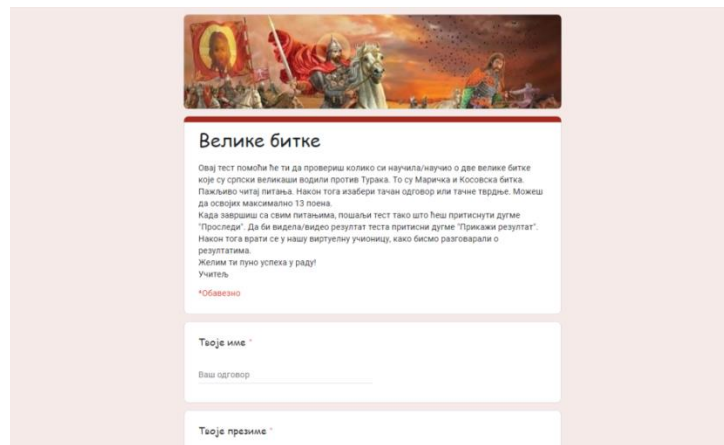 Велике битке
Овај тест помоћи ће ти да провериш колико си научила/научио о две велике битке
које су српски великаши водили против Турака. То су Маричка и Косовска битка.
Пажљиво читај питања. Након тога изабери тачан одговор или тачне тврдње. Можеш
да освојих максимално 13 поена.
Када завршиш са свим питањима, пошаљи тест тако што ћеш притиснути дугме
"Проследи". Да би видела/видео резултат теста притисни дугме "Прикажи резултат".
Након тога врати се у нашу виртуелну учионицу, како бисмо разговарали о
резултатима.
Желим ти пуно успеха у раду!
Учитељ
*Обавезно
Твоје име *
Ваш одговор
Твоје презиме *